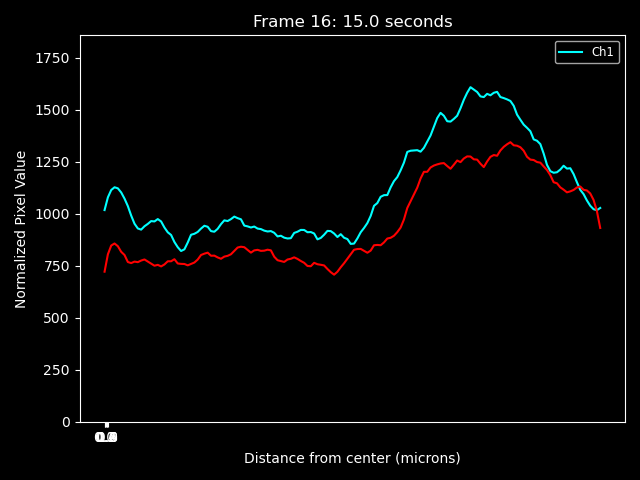 Frame 16: 15.0 seconds
Ch1
1750
1500
1250
1000
750
500
250
0
Normalized Pixel Value
Distance from center (microns)